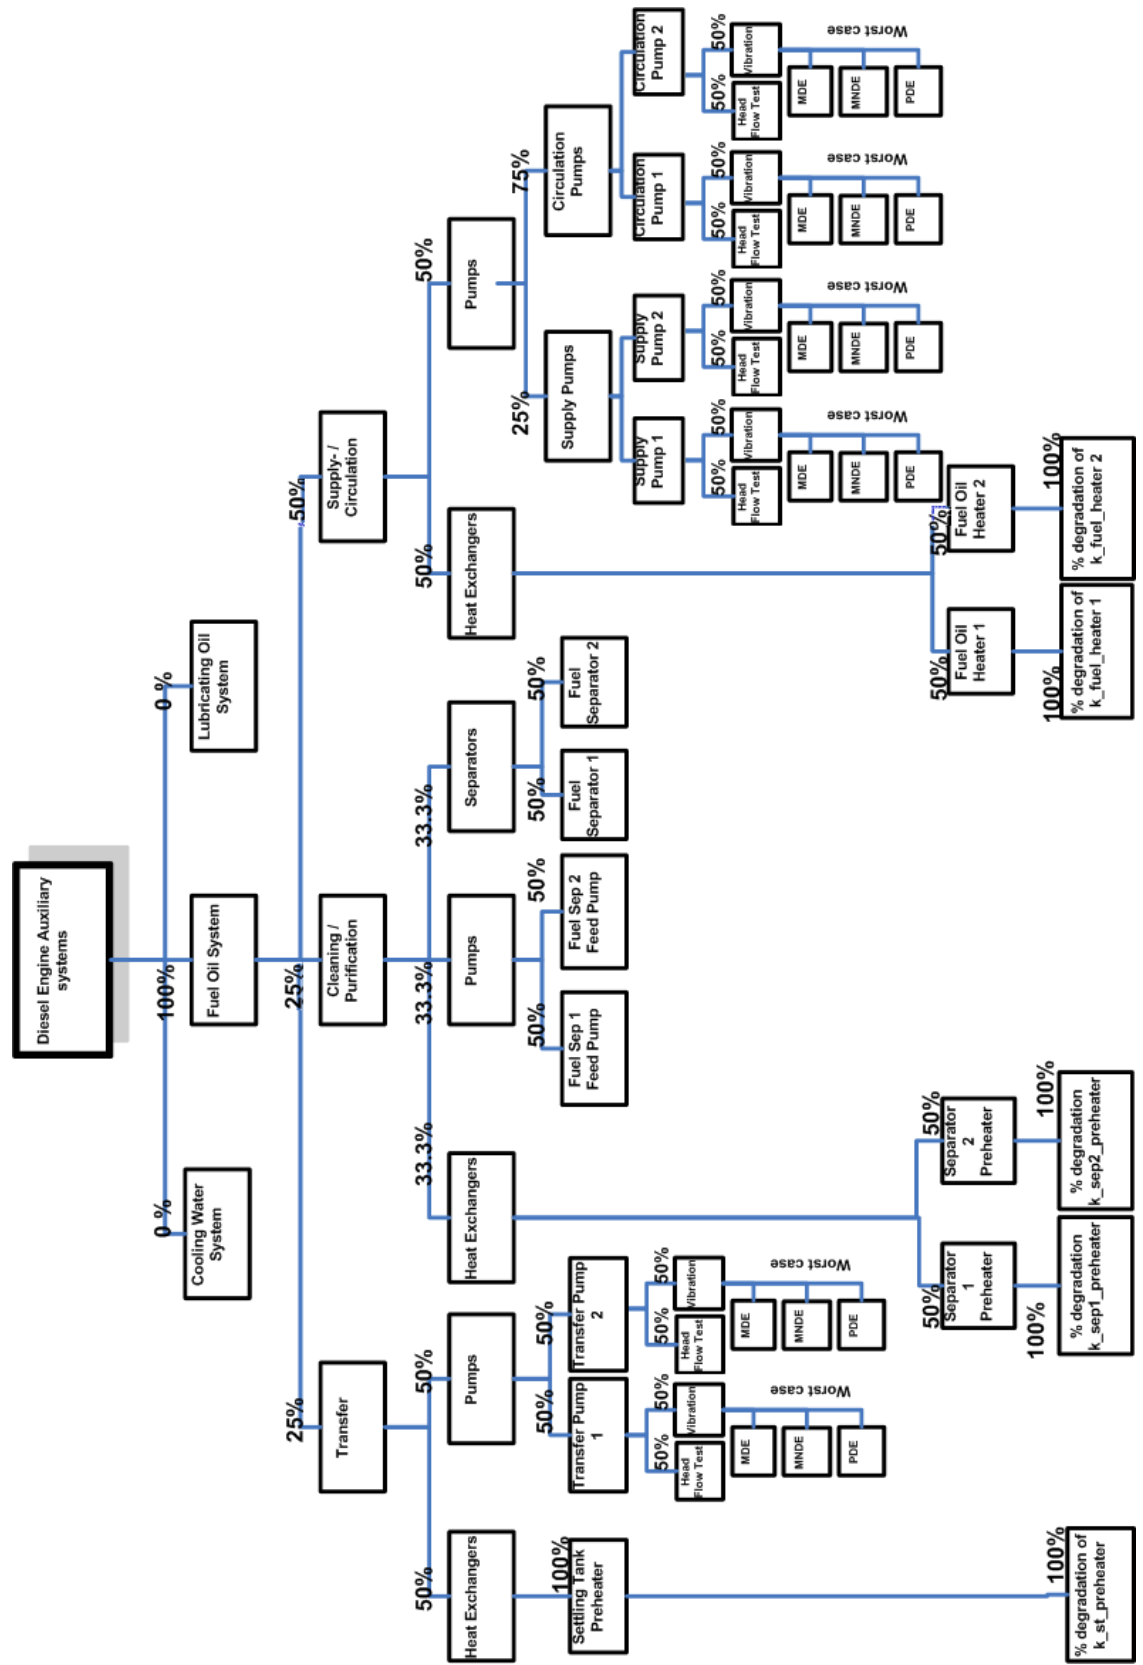 Diesel Engine Auxiliary
systems
0 %
100%
0 %
Cooling Water
System
Fuel Oil System
Lubricating Oil
System
25%
25%
50%
Transfer
Cleaning /
Purification
Supply- /
Circulation
50%
50%
33.3%
33.3%
33.3%
50%
50%
Heat Exchangers
Pumps
Heat Exchangers
Pumps
Separators
Heat Exchangers
Pumps
25%
75%
100%
50%
50%
50%
50%
50%
50%
Settling Tank
Preheater
Transfer Pump
1
Transfer Pump
2
Fuel Sep 1
Feed Pump
Fuel Sep 2
Feed Pump
Fuel
Separator 1
Fuel
Separator 2
Supply Pumps
Circulation
Pumps
Supply
Pump 1
Supply
Pump 2
Circulation
Pump 1
Circulation
Pump 2
50%
50%
50%
50%
Head
Flow Test
Vibration
Head
Flow Test
Vibration
MDE
MNDE
PDE
Worst case
MDE
MNDE
PDE
Worst case
50%
50%
50%
50%
50%
50%
50%
50%
Head
Flow Test
Vibration
Head
Flow Test
Vibration
Head
Flow Test
Vibration
Head
Flow Test
Vibration
MDE
MNDE
PDE
Worst case
MDE
MNDE
PDE
Worst case
MDE
MNDE
PDE
Worst case
MDE
MNDE
PDE
Worst case
50%
50%
50%
50%
Separator
1
Preheater
Separator
2
Preheater
Fuel Oil
Heater 1
Fuel Oil
Heater 2
100%
100%
100%
100%
100%
% degradation of
k_st_preheater
% degradation
k_sep1_preheater
% degradation
k_sep2_preheater
% degradation of
k_fuel_heater 1
% degradation of
k_fuel_heater 2